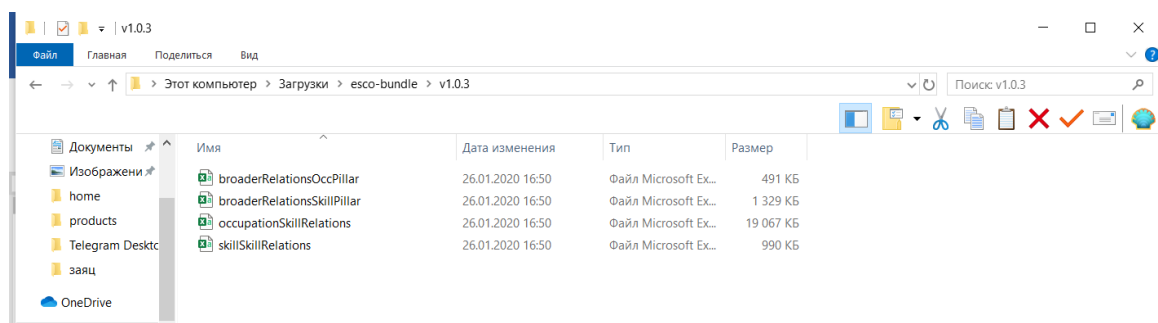 v1.0.3
Файл Главная Поделиться Вид
Этот компьютер > Загрузки > esco-bundle > v1.0.3 Поиск: v1.0.3
Документы Имя Дата изменения Тип Размер
Изображени broaderRelationsOccPillar 26.01.2020 16:50 Файл Microsoft Ex... 491 КБ
home broaderRelationsSkillPillar 26.01.2020 16:50 Файл Microsoft Ex... 1 329 КБ
products occupationSkillRelations 26.01.2020 16:50 Файл Microsoft Ex... 19 067 КБ
Telegram Desktc skillSkillRelations 26.01.2020 16:50 Файл Microsoft Ex... 990 КБ
заяц
OneDrive